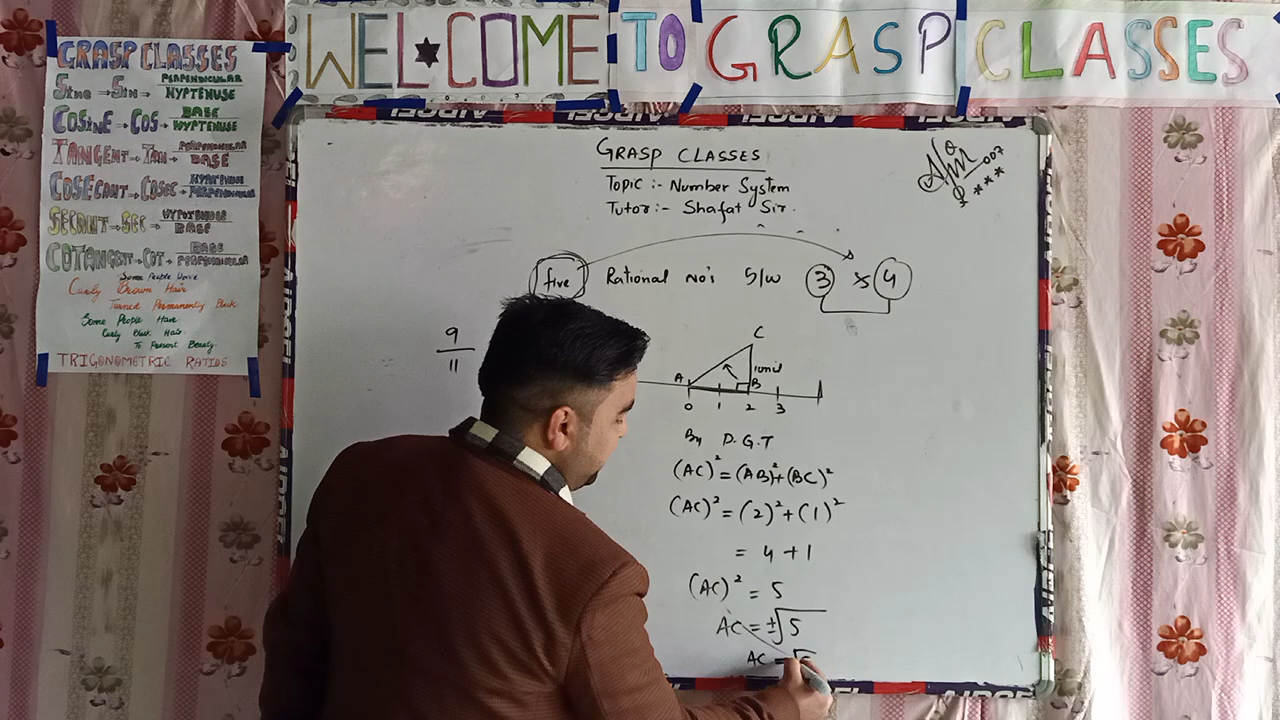 WELCOME TO GRASP CLASSES
GRASP CLASSES
SINE → SIN → PERPENDICULAR
HYPTENUSE
COSINE → COS → BASE
HYPTENUSE
TANGENT → TAN → PERPENDICULAR
BASE
COSECANT → COSEC → HYPTENUSE
PERPENDICULAR
SECANT → SEC → HYPOTENUSE
BASE
COTANGENT → COT → BASE
PERPENDICULAR
Some People Have
Curly Brown Hair
Turned Permanently Black
Some People Have
Curly Black Hair
To Present Beauty
TRIGONOMETRIC RATIOS
GRASP CLASSES
Topic :- Number System
Tutor :- Shafat Sir.
007
***
five Rational No's b/w 3 & 4
9
11
C
A B 1unit
0 1 2 3
By P.G.T
(AC)² = (AB)² + (BC)²
(AC)² = (2)² + (1)²
= 4 + 1
(AC)² = 5
AC = ±√5
AC =